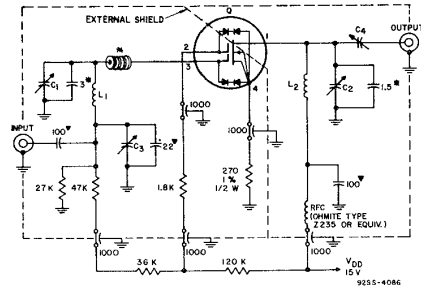 EXTERNAL SHIELD
Q
OUTPUT
C4
2
3
1
4
C1
3*
L1
L2
C2
1.5*
1000
1000
INPUT
100▼
C3
22▼
27 K
47K
1.8K
270
1 %
1/2 W
100▼
RFC
(OHMITE TYPE
Z235 OR EQUIV.)
1000
1000
1000
36 K
120 K
VDD
15 V
92SS-4086